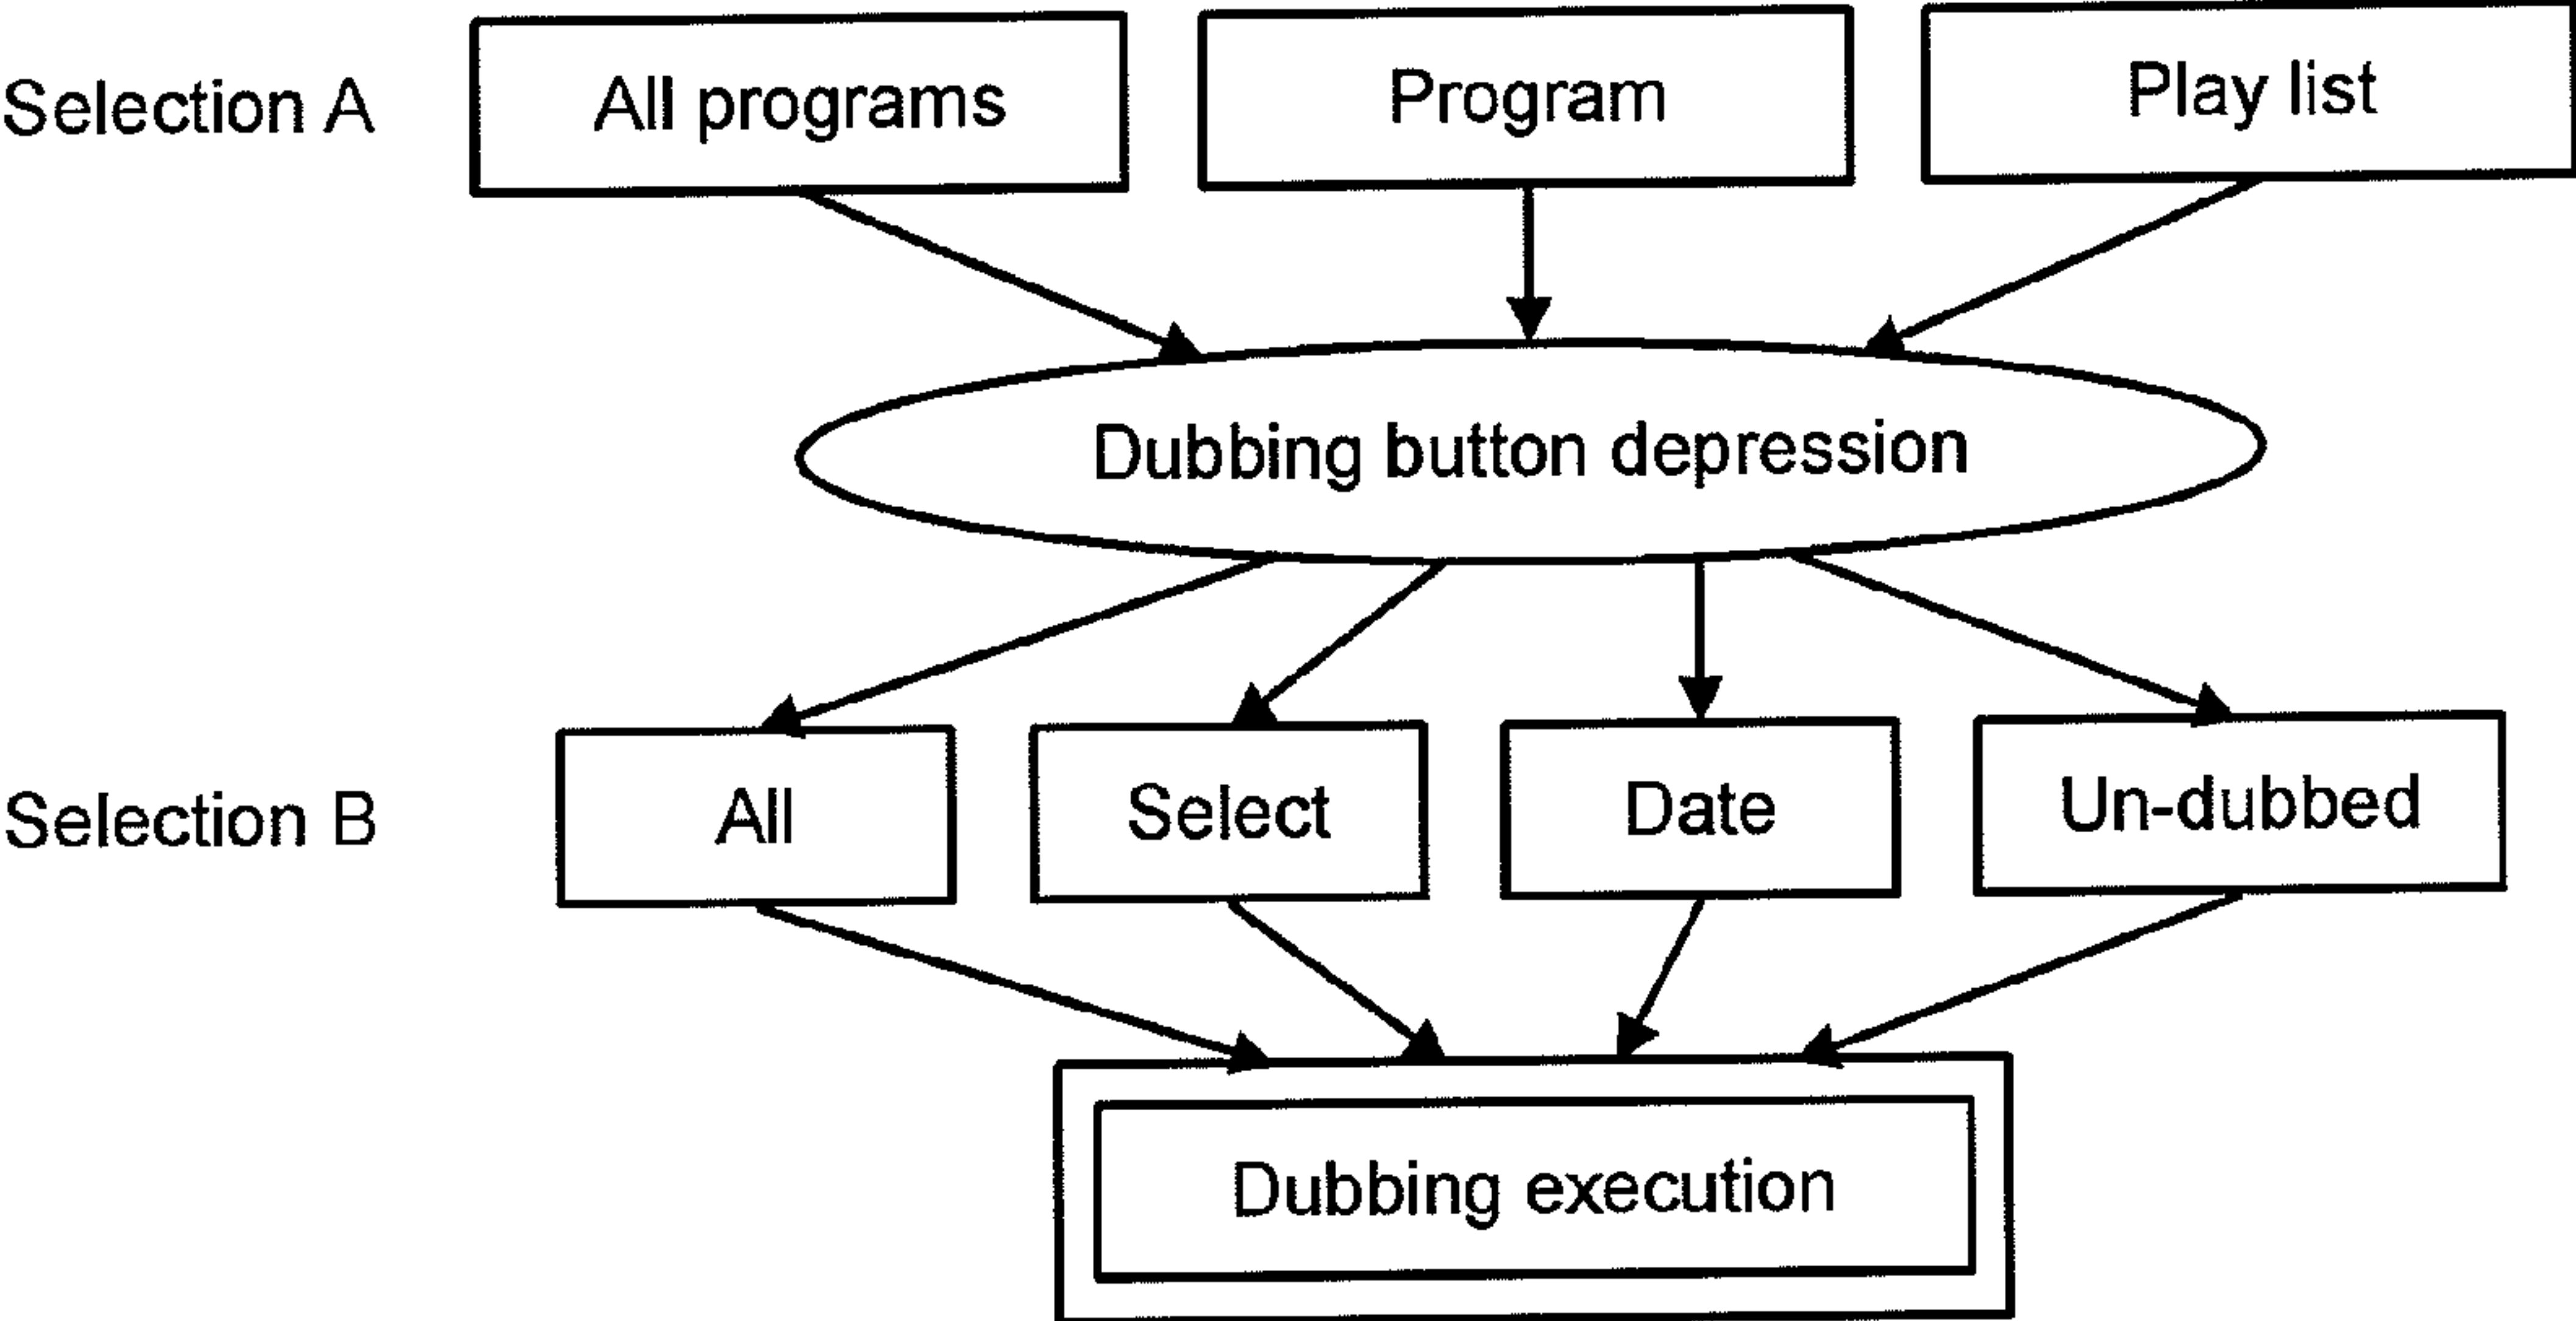 Selection A
All programs
Program
Play list
Dubbing button depression
Selection B
All
Select
Date
Un-dubbed
Dubbing execution